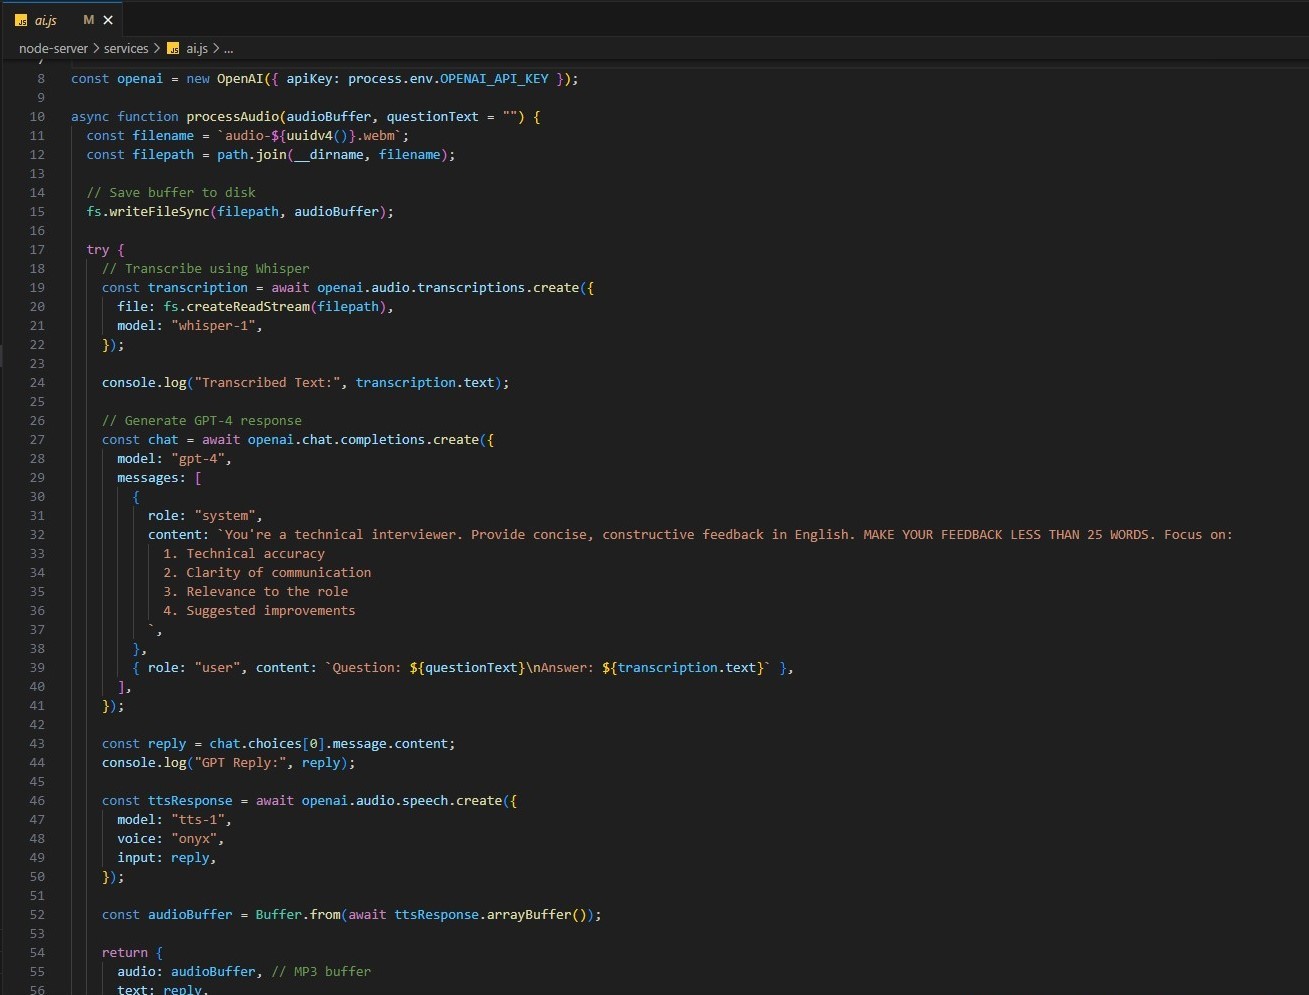 JS ai.js M ×
node-server > services > JS ai.js > ...
7
8 const openai = new OpenAI({ apiKey: process.env.OPENAI_API_KEY });
9
10 async function processAudio(audioBuffer, questionText = "") {
11   const filename = `audio-${uuidv4()}.webm`;
12   const filepath = path.join(__dirname, filename);
13
14   // Save buffer to disk
15   fs.writeFileSync(filepath, audioBuffer);
16
17   try {
18     // Transcribe using Whisper
19     const transcription = await openai.audio.transcriptions.create({
20       file: fs.createReadStream(filepath),
21       model: "whisper-1",
22     });
23
24     console.log("Transcribed Text:", transcription.text);
25
26     // Generate GPT-4 response
27     const chat = await openai.chat.completions.create({
28       model: "gpt-4",
29       messages: [
30         {
31           role: "system",
32           content: `You're a technical interviewer. Provide concise, constructive feedback in English. MAKE YOUR FEEDBACK LESS THAN 25 WORDS. Focus on:
33             1. Technical accuracy
34             2. Clarity of communication
35             3. Relevance to the role
36             4. Suggested improvements
37           `,
38         },
39         { role: "user", content: `Question: ${questionText}\nAnswer: ${transcription.text}` },
40       ],
41     });
42
43     const reply = chat.choices[0].message.content;
44     console.log("GPT Reply:", reply);
45
46     const ttsResponse = await openai.audio.speech.create({
47       model: "tts-1",
48       voice: "onyx",
49       input: reply,
50     });
51
52     const audioBuffer = Buffer.from(await ttsResponse.arrayBuffer());
53
54     return {
55       audio: audioBuffer, // MP3 buffer
56       text: reply,